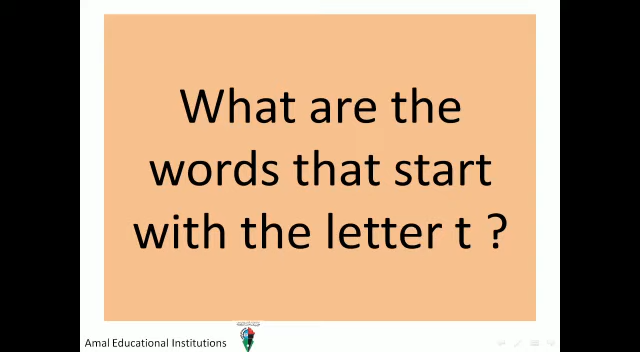 What are the
words that start
with the letter t ?
Amal Educational Institutions